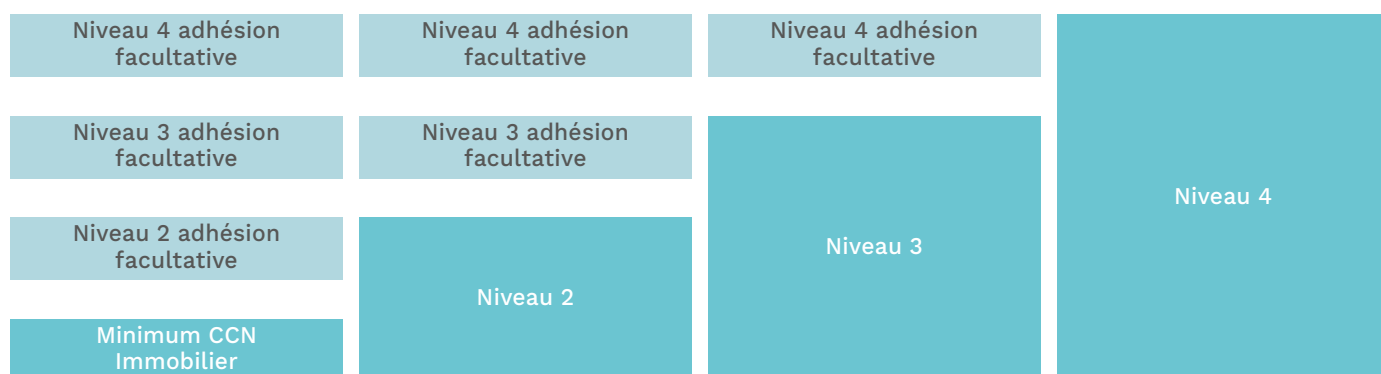 Niveau 4 adhésion
facultative
Niveau 4 adhésion
facultative
Niveau 4 adhésion
facultative
Niveau 4
Niveau 3 adhésion
facultative
Niveau 3 adhésion
facultative
Niveau 3
Niveau 2 adhésion
facultative
Niveau 2
Minimum CCN
Immobilier